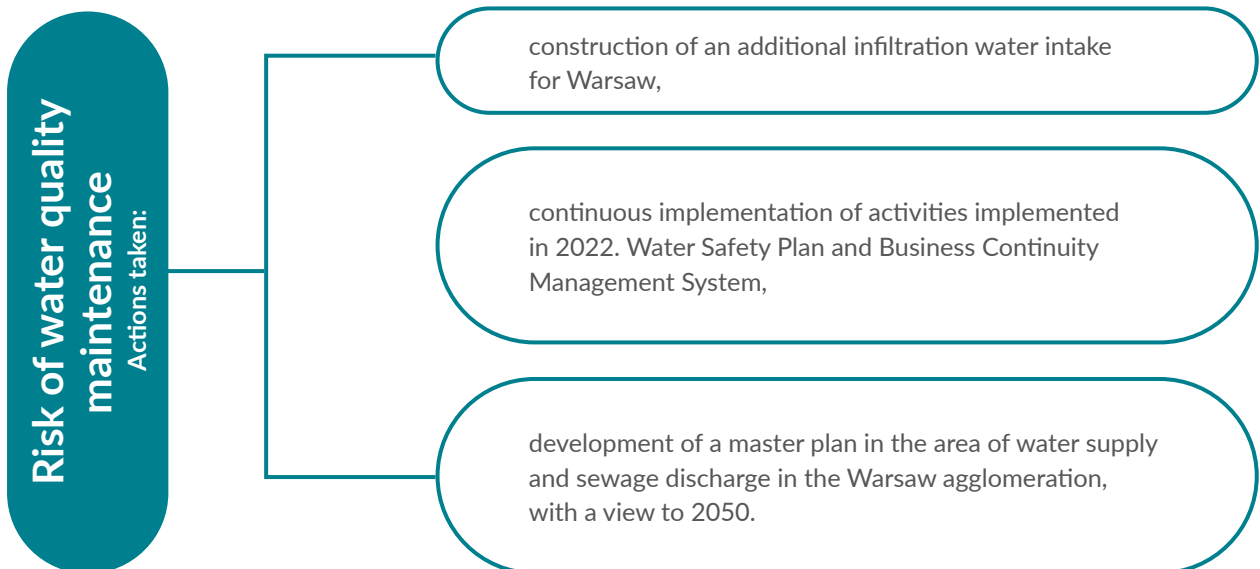 Risk of water quality
maintenance
Actions taken:
construction of an additional infiltration water intake
for Warsaw,
continuous implementation of activities implemented
in 2022. Water Safety Plan and Business Continuity
Management System,
development of a master plan in the area of water supply
and sewage discharge in the Warsaw agglomeration,
with a view to 2050.